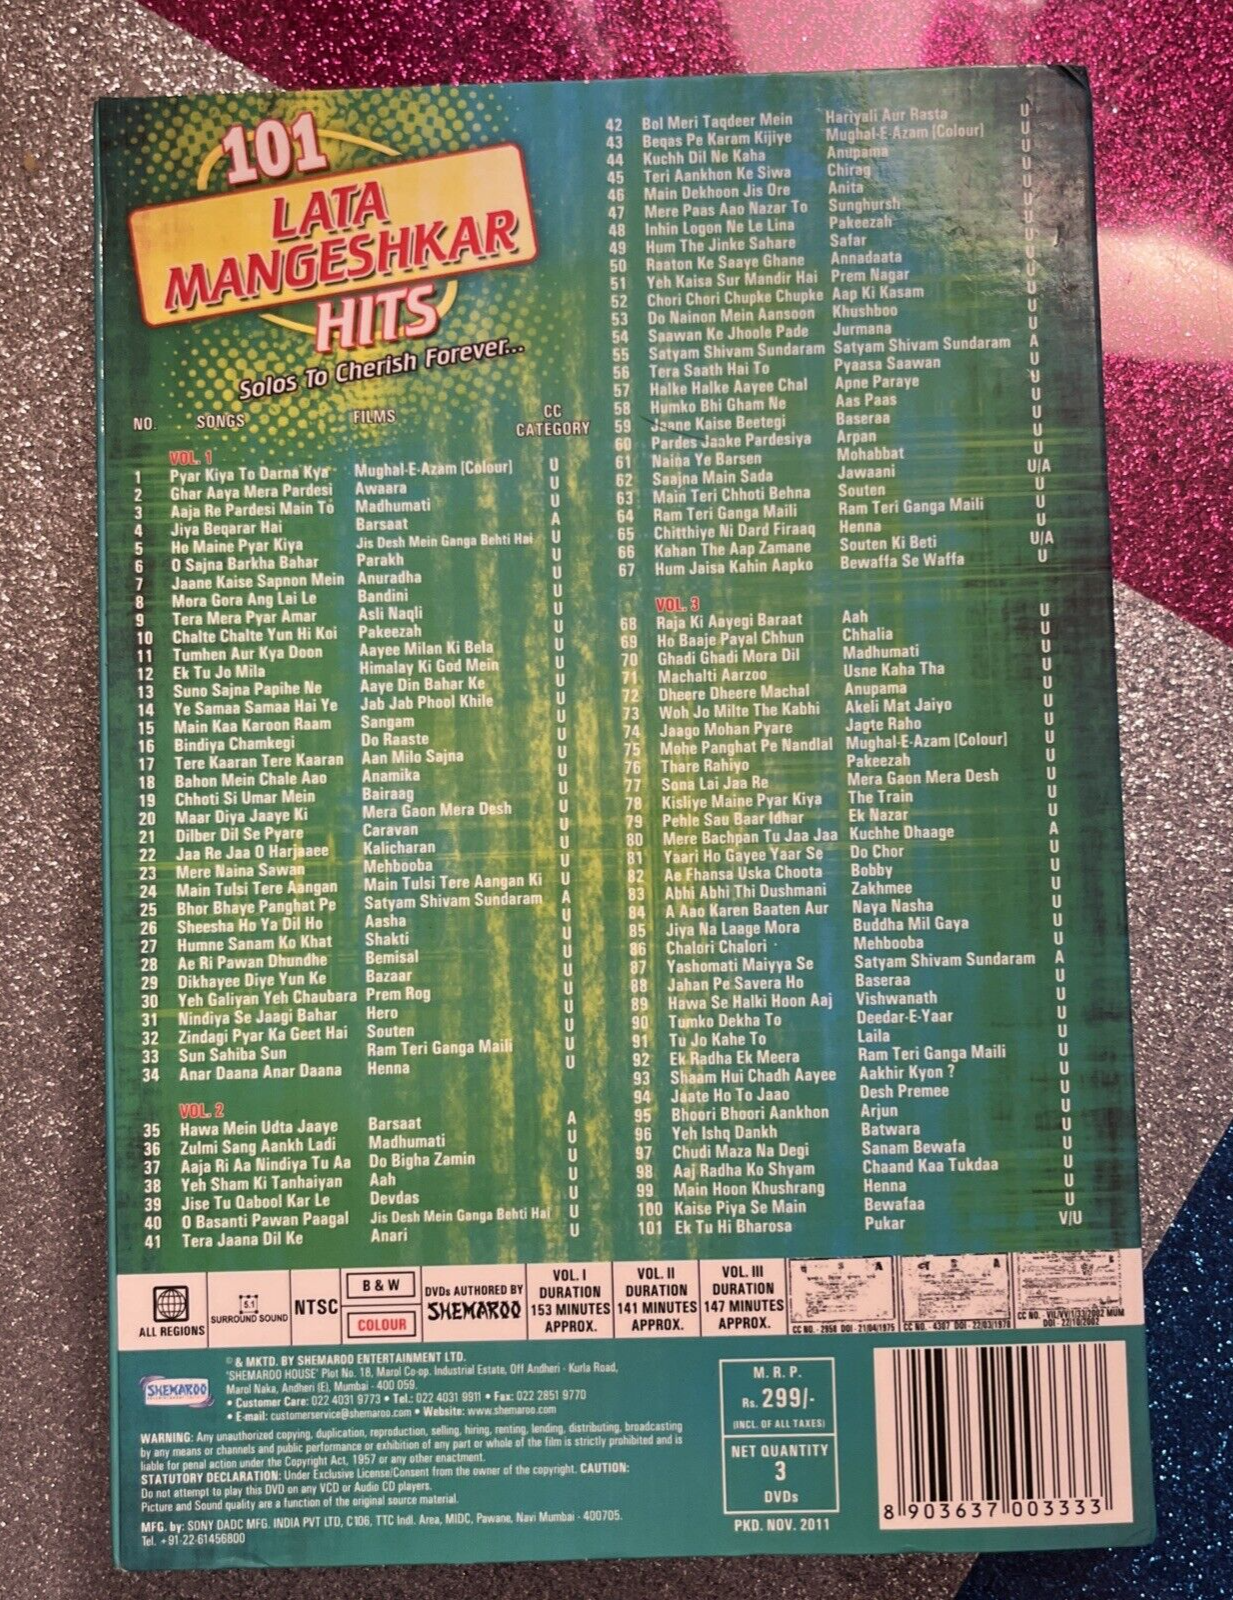 101
LATA
MANGESHKAR
HITS
Solos To Cherish Forever...
NO. SONGS FILMS CC CATEGORY
VOL. 1
1 Pyar Kiya To Darna Kya Mughal-E-Azam (Colour) U
2 Ghar Aaya Mera Pardesi Awaara U
3 Aaja Re Pardesi Main To Madhumati U
4 Jiya Beqarar Hai Barsaat A
5 Ho Maine Pyar Kiya Jis Desh Mein Ganga Behti Hai U
6 O Sajna Barkha Bahar Parakh U
7 Jaane Kaise Sapnon Mein Anuradha U
8 Mora Gora Ang Lai Le Bandini U
9 Tera Mera Pyar Amar Asli Naqli U
10 Chalte Chalte Yun Hi Koi Pakeezah U
11 Tumhen Aur Kya Doon Aayee Milan Ki Bela U
12 Ek Tu Jo Mila Himalay Ki God Mein U
13 Suno Sajna Papihe Ne Aaye Din Bahar Ke U
14 Ye Samaa Samaa Hai Ye Jab Jab Phool Khile U
15 Main Kaa Karoon Raam Sangam U
16 Bindiya Chamkegi Do Raaste U
17 Tere Kaaran Tere Kaaran Aan Milo Sajna U
18 Bahon Mein Chale Aao Anamika U
19 Chhoti Si Umar Mein Bairaag U
20 Maar Diya Jaaye Ki Mera Gaon Mera Desh U
21 Dilber Dil Se Pyare Caravan U
22 Jaa Re Jaa O Harjaaee Kalicharan U
23 Mere Naina Sawan Mehbooba U
24 Main Tulsi Tere Aangan Main Tulsi Tere Aangan Ki U
25 Bhor Bhaye Panghat Pe Satyam Shivam Sundaram A
26 Sheesha Ho Ya Dil Ho Aasha U
27 Humne Sanam Ko Khat Shakti U
28 Ae Ri Pawan Dhundhe Bemisal U
29 Dikhayee Diye Yun Ke Bazaar U
30 Yeh Galiyan Yeh Chaubara Prem Rog U
31 Nindiya Se Jaagi Bahar Hero U
32 Zindagi Pyar Ka Geet Hai Souten U
33 Sun Sahiba Sun Ram Teri Ganga Maili U
34 Anar Daana Anar Daana Henna U
VOL. 2
35 Hawa Mein Udta Jaaye Barsaat A
36 Zulmi Sang Aankh Ladi Madhumati U
37 Aaja Ri Aa Nindiya Tu Aa Do Bigha Zamin U
38 Yeh Sham Ki Tanhaiyan Aah U
39 Jise Tu Qabool Kar Le Devdas U
40 O Basanti Pawan Paagal Jis Desh Mein Ganga Behti Hai U
41 Tera Jaana Dil Ke Anari U
42 Bol Meri Taqdeer Mein Hariyali Aur Rasta U
43 Beqas Pe Karam Kijiye Mughal-E-Azam (Colour) U
44 Kuchh Dil Ne Kaha Anupama U
45 Teri Aankhon Ke Siwa Chirag U
46 Main Dekhoon Jis Ore Anita U
47 Mere Paas Aao Nazar To Sunghursh U
48 Inhin Logon Ne Le Lina Pakeezah U
49 Hum The Jinke Sahare Safar U
50 Raaton Ke Saaye Ghane Annadaata U
51 Yeh Kaisa Sur Mandir Hai Prem Nagar U
52 Chori Chori Chupke Chupke Aap Ki Kasam U
53 Do Nainon Mein Aansoon Khushboo U
54 Saawan Ke Jhoole Pade Jurmana U
55 Satyam Shivam Sundaram Satyam Shivam Sundaram A
56 Tera Saath Hai To Pyaasa Saawan U
57 Halke Halke Aayee Chal Apne Paraye U
58 Humko Bhi Gham Ne Aas Paas U
59 Jaane Kaise Beetegi Baseraa U
60 Pardes Jaake Pardesiya Arpan U
61 Naina Ye Barsen Mohabbat U
62 Saajna Main Sada Jawaani U/A
63 Main Teri Chhoti Behna Souten U
64 Ram Teri Ganga Maili Ram Teri Ganga Maili U
65 Chitthiye Ni Dard Firaaq Henna U
66 Kahan The Aap Zamane Souten Ki Beti U/A
67 Hum Jaisa Kahin Aapko Bewaffa Se Waffa U
VOL. 3
68 Raja Ki Aayegi Baraat Aah U
69 Ho Baaje Payal Chhun Chhalia U
70 Ghadi Ghadi Mora Dil Madhumati U
71 Machalti Aarzoo Usne Kaha Tha U
72 Dheere Dheere Machal Anupama U
73 Woh Jo Milte The Kabhi Akeli Mat Jaiyo U
74 Jaago Mohan Pyare Jagte Raho U
75 Mohe Panghat Pe Nandlal Mughal-E-Azam (Colour) U
76 Thare Rahiyo Pakeezah U
77 Sona Lai Jaa Re Mera Gaon Mera Desh U
78 Kisliye Maine Pyar Kiya The Train U
79 Pehle Sau Baar Idhar Ek Nazar U
80 Mere Bachpan Tu Jaa Jaa Kuchhe Dhaage A
81 Yaari Ho Gayee Yaar Se Do Chor U
82 Ae Fhansa Uska Choota Bobby U
83 Abhi Abhi Thi Dushmani Zakhmee U
84 A Aao Karen Baaten Aur Naya Nasha U
85 Jiya Na Laage Mora Buddha Mil Gaya U
86 Chalori Chalori Mehbooba U
87 Yashomati Maiyya Se Satyam Shivam Sundaram A
88 Jahan Pe Savera Ho Baseraa U
89 Hawa Se Halki Hoon Aaj Vishwanath U
90 Tumko Dekha To Deedar-E-Yaar U
91 Tu Jo Kahe To Laila U
92 Ek Radha Ek Meera Ram Teri Ganga Maili U
93 Shaam Hui Chadh Aayee Aakhir Kyon ? U
94 Jaate Ho To Jaao Desh Premee U
95 Bhoori Bhoori Aankhon Arjun U
96 Yeh Ishq Dankh Batwara U
97 Chudi Maza Na Degi Sanam Bewafa U
98 Aaj Radha Ko Shyam Chaand Kaa Tukdaa U
99 Main Hoon Khushrang Henna U
100 Kaise Piya Se Main Bewafaa U
101 Ek Tu Hi Bharosa Pukar V/U
ALL REGIONS
5.1 SURROUND SOUND
NTSC
B & W
COLOUR
DVDs AUTHORED BY SHEMAROO
VOL. I DURATION 153 MINUTES APPROX.
VOL. II DURATION 141 MINUTES APPROX.
VOL. III DURATION 147 MINUTES APPROX.
CC NO. - 2958 DOI - 21/04/1975
CC NO. - 4387 DOI - 22/03/1978
CC NO. - VIL/VV/1/33/2002 MUM
DOI - 22/10/2002
SHEMAROO
© & MKTD. BY SHEMAROO ENTERTAINMENT LTD.
'SHEMAROO HOUSE' Plot No. 18, Marol Co-op. Industrial Estate, Off Andheri - Kurla Road,
Marol Naka, Andheri (E), Mumbai - 400 059.
• Customer Care: 022 4031 9773 • Tel.: 022 4031 9911 • Fax: 022 2851 9770
• E-mail: customerservice@shemaroo.com • Website: www.shemaroo.com
WARNING: Any unauthorized copying, duplication, reproduction, selling, hiring, renting, lending, distributing, broadcasting
by any means or channels and public performance or exhibition of any part or whole of the film is strictly prohibited and is
liable for penal action under the Copyright Act, 1957 or any other enactment.
STATUTORY DECLARATION: Under Exclusive License/Consent from the owner of the copyright. CAUTION:
Do not attempt to play this DVD on any VCD or Audio CD players.
Picture and Sound quality are a function of the original source material.
MFG. by: SONY DADC MFG. INDIA PVT LTD, C106, TTC Indl. Area, MIDC, Pawane, Navi Mumbai - 400705.
Tel. +91-22-61456800
M. R. P.
Rs. 299/-
(INCL. OF ALL TAXES)
NET QUANTITY
3
DVDs
PKD. NOV. 2011
8 903637 003333